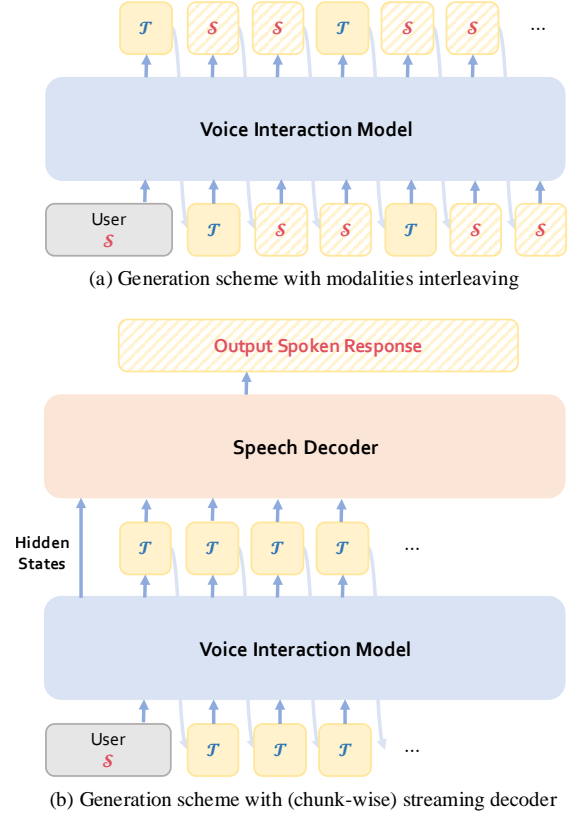 𝒯 𝒮 𝒮 𝒯 𝒮 𝒮 ...
Voice Interaction Model
User
𝒮
𝒯 𝒮 𝒮 𝒯 𝒮 𝒮
(a) Generation scheme with modalities interleaving
Output Spoken Response
Speech Decoder
Hidden
States
𝒯 𝒯 𝒯 𝒯 ...
Voice Interaction Model
User
𝒮
𝒯 𝒯 𝒯 ...
(b) Generation scheme with (chunk-wise) streaming decoder